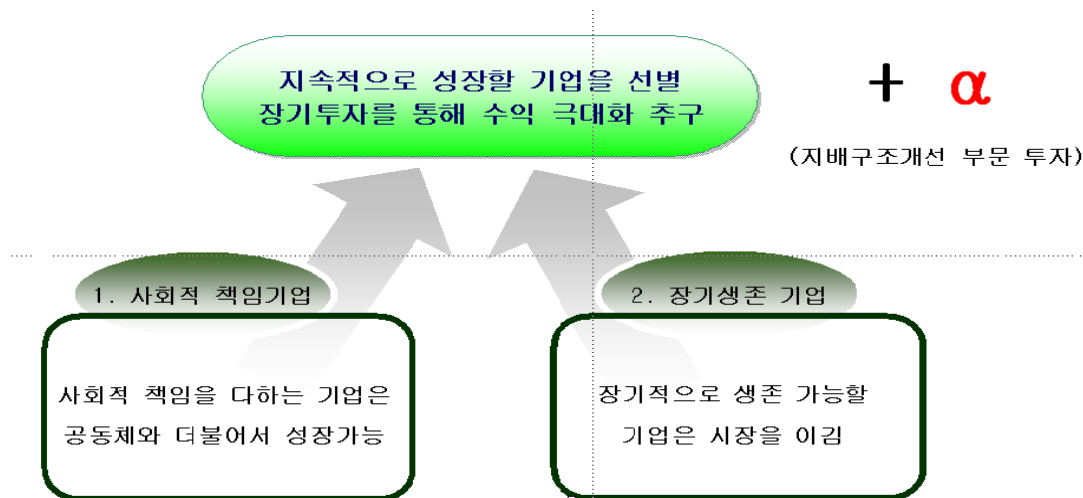 지속적으로 성장할 기업을 선별
장기투자를 통해 수익 극대화 추구
+ α
(지배구조개선 부문 투자)
1. 사회적 책임기업
2. 장기생존 기업
사회적 책임을 다하는 기업은
공동체와 더불어서 성장가능
장기적으로 생존 가능할
기업은 시장을 이김